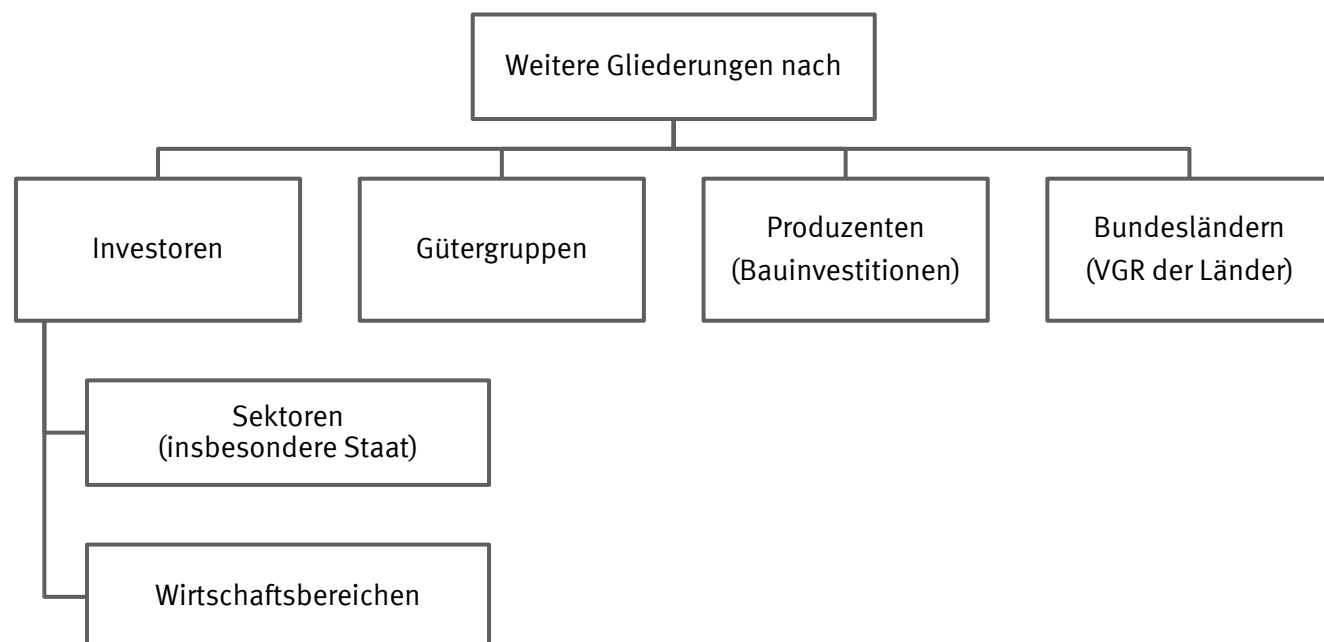 Weitere Gliederungen nach
Investoren
Gütergruppen
Produzenten
(Bauinvestitionen)
Bundesländern
(VGR der Länder)
Sektoren
(insbesondere Staat)
Wirtschaftsbereichen